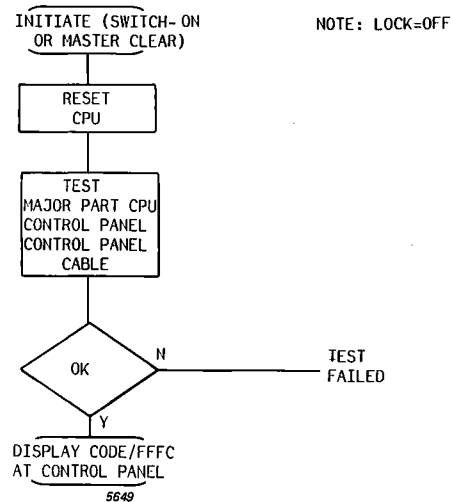 INITIATE (SWITCH-ON
OR MASTER CLEAR)
NOTE: LOCK=OFF
RESET
CPU
TEST
MAJOR PART CPU
CONTROL PANEL
CONTROL PANEL
CABLE
OK
N
TEST
FAILED
Y
DISPLAY CODE/FFFC
AT CONTROL PANEL
5649